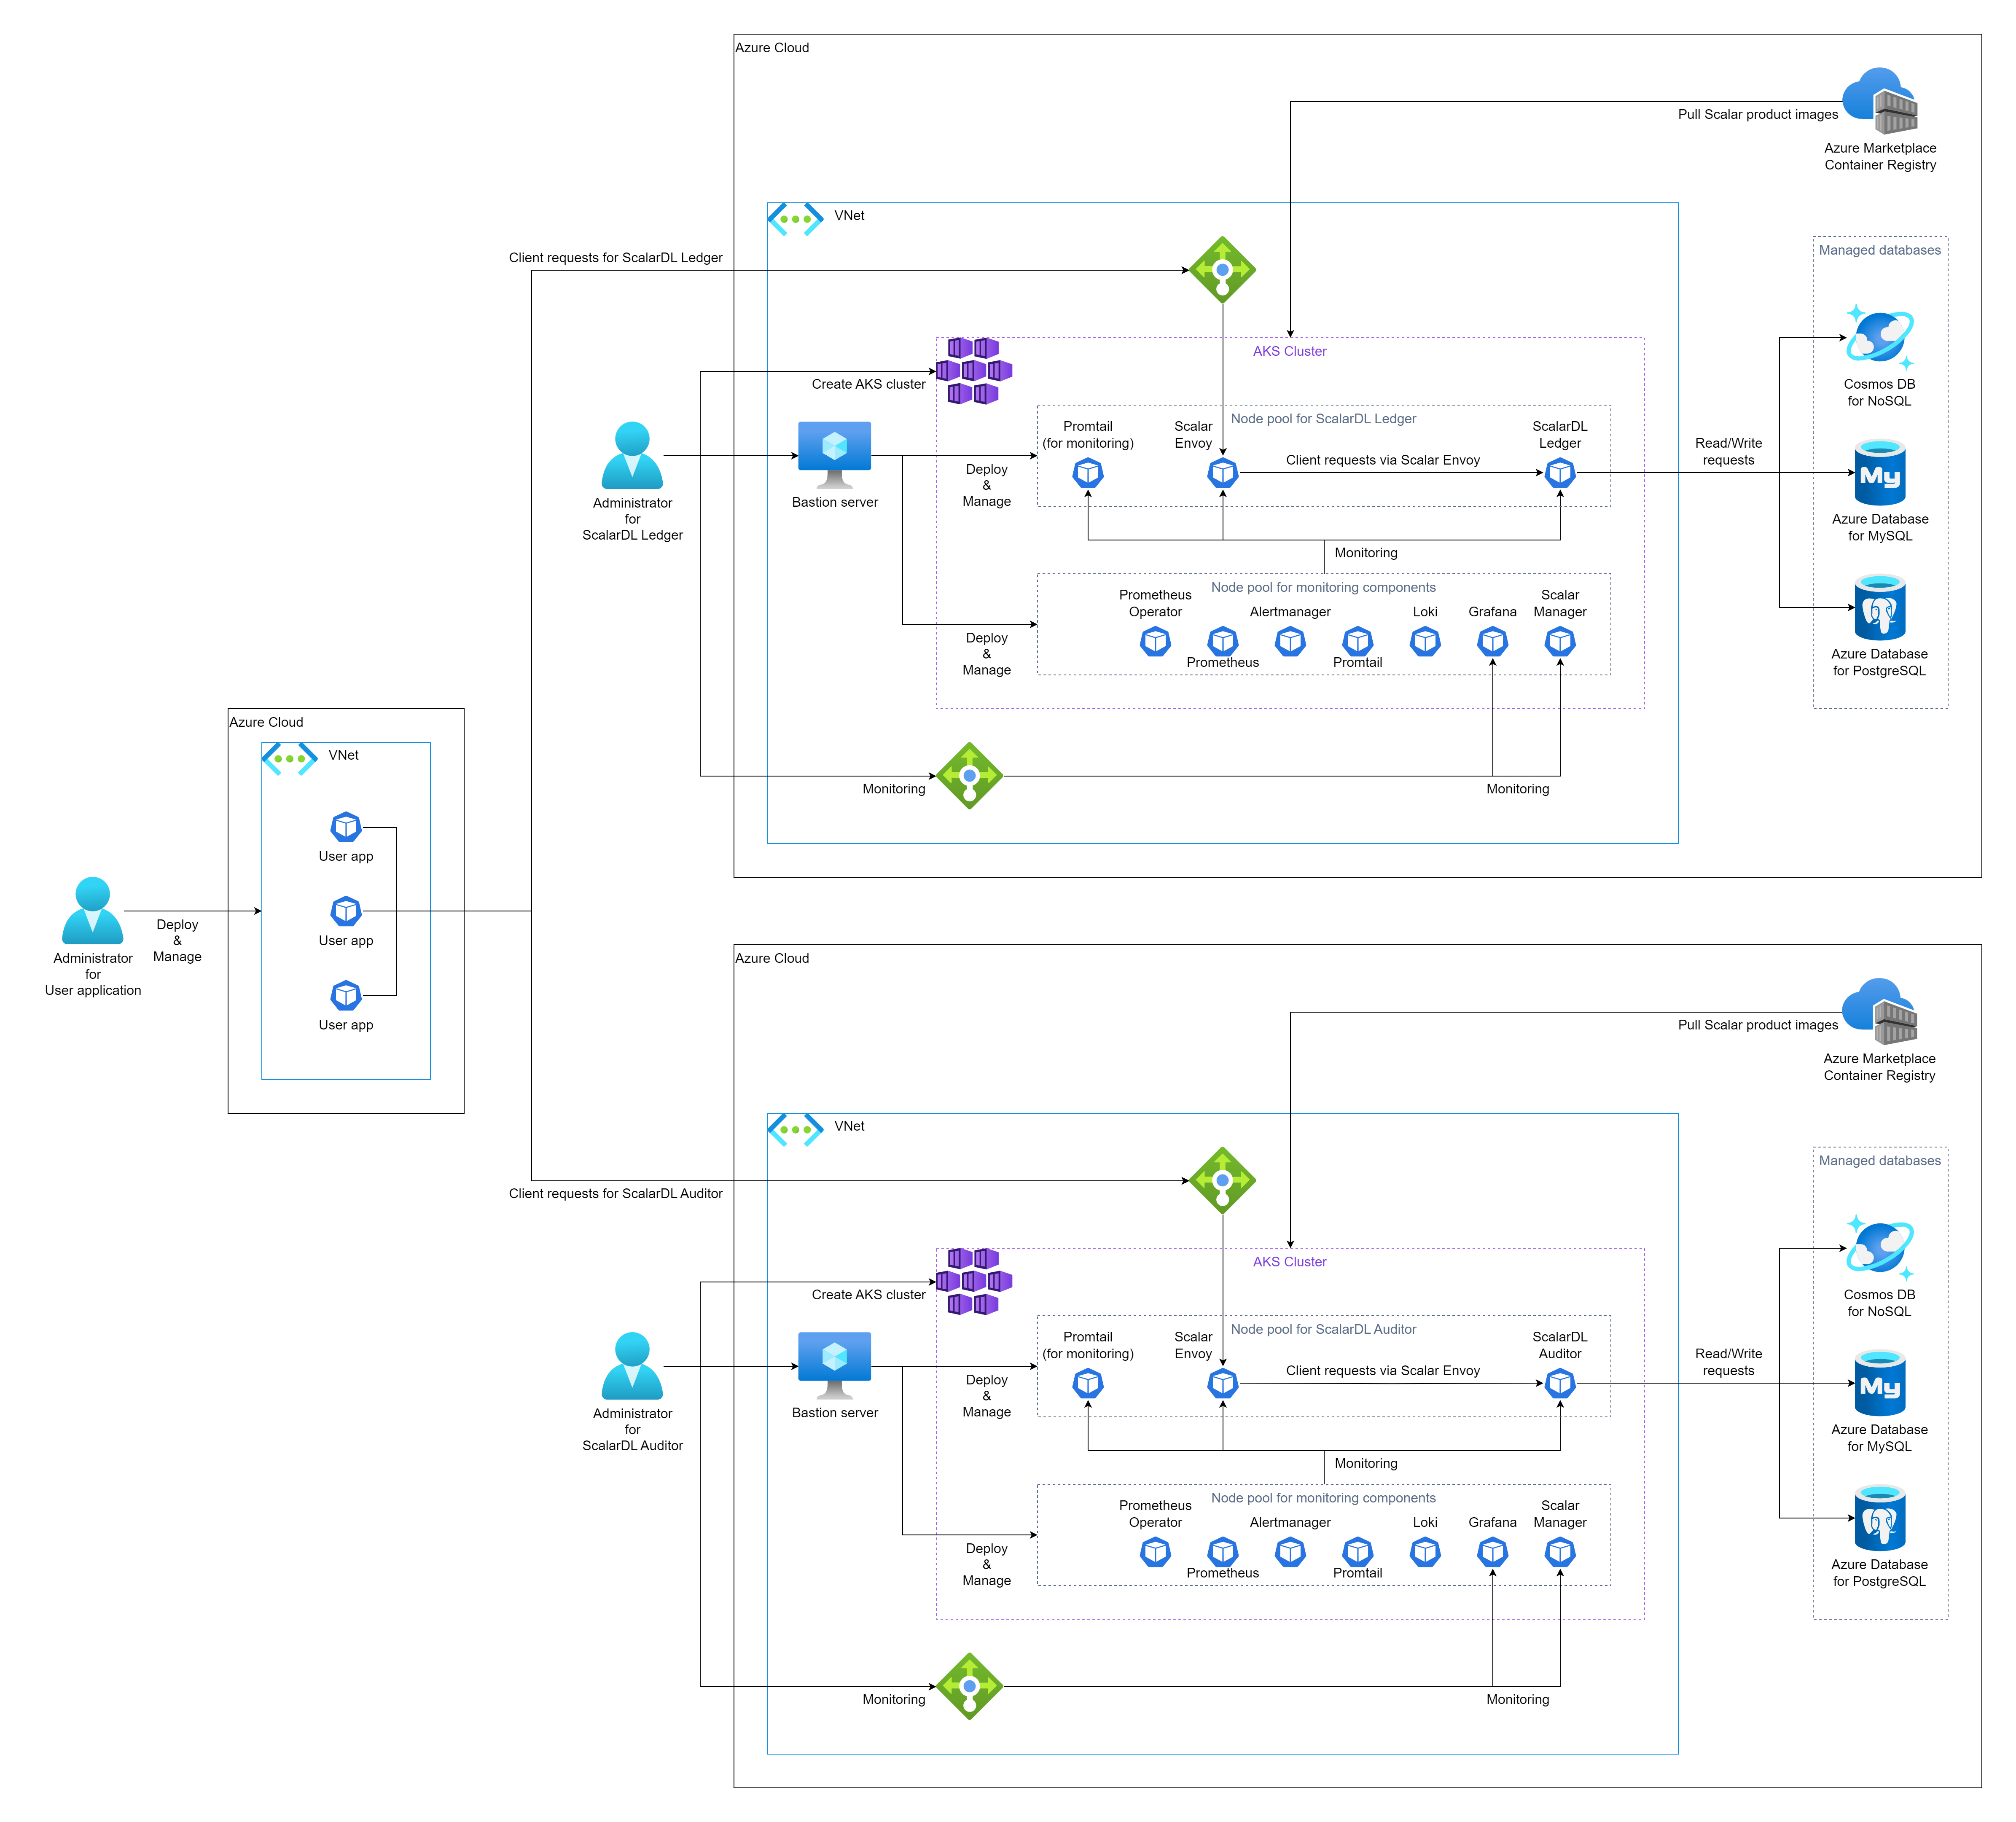 Azure Cloud
Pull Scalar product images
Azure Marketplace
Container Registry
VNet
Client requests for ScalarDL Ledger
Managed databases
AKS Cluster
Create AKS cluster
Cosmos DB
for NoSQL
Node pool for ScalarDL Ledger
Promtail
(for monitoring)
Scalar
Envoy
ScalarDL
Ledger
Client requests via Scalar Envoy
Read/Write
requests
Deploy
&
Manage
Administrator
for
ScalarDL Ledger
Bastion server
My
Azure Database
for MySQL
Monitoring
Node pool for monitoring components
Prometheus
Operator
Alertmanager
Loki
Grafana
Scalar
Manager
Prometheus
Promtail
Deploy
&
Manage
Azure Database
for PostgreSQL
Monitoring
Monitoring
Azure Cloud
VNet
User app
User app
User app
Deploy
&
Manage
Administrator
for
User application
Azure Cloud
Pull Scalar product images
Azure Marketplace
Container Registry
VNet
Client requests for ScalarDL Auditor
Managed databases
AKS Cluster
Create AKS cluster
Cosmos DB
for NoSQL
Node pool for ScalarDL Auditor
Promtail
(for monitoring)
Scalar
Envoy
ScalarDL
Auditor
Client requests via Scalar Envoy
Read/Write
requests
Deploy
&
Manage
Administrator
for
ScalarDL Auditor
Bastion server
My
Azure Database
for MySQL
Monitoring
Node pool for monitoring components
Prometheus
Operator
Alertmanager
Loki
Grafana
Scalar
Manager
Prometheus
Promtail
Deploy
&
Manage
Azure Database
for PostgreSQL
Monitoring
Monitoring